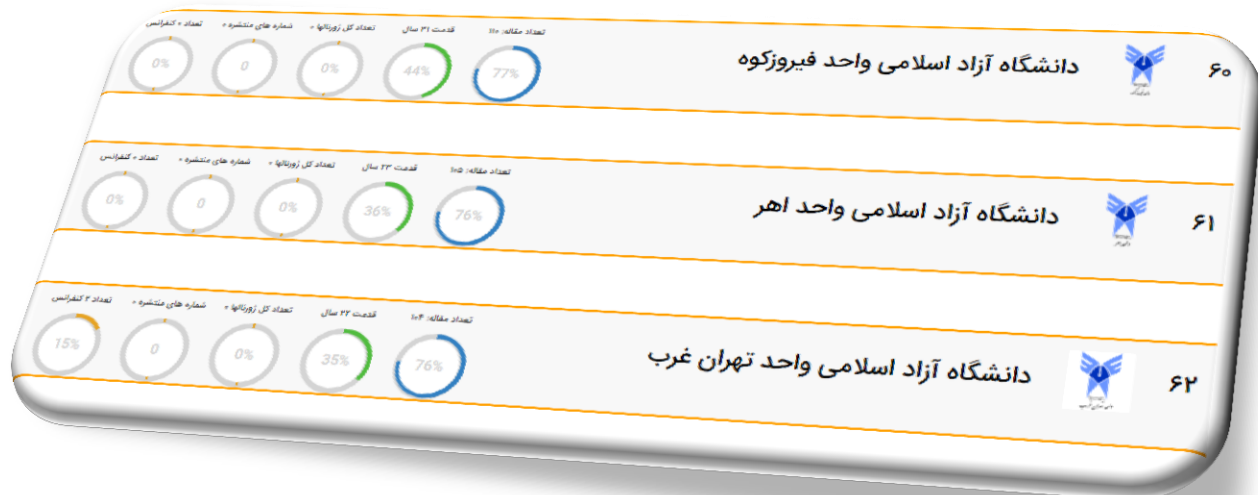 ۶۰
دانشگاه آزاد اسلامی واحد فیروزکوه
تعداد مقاله: ۱۱۰
77%
قدمت ۳۱ سال
44%
تعداد کل ژورنالها ۰
0%
شماره های منتشره ۰
0
تعداد ۰ کنفرانس
0%
۶۱
دانشگاه آزاد اسلامی واحد اهر
تعداد مقاله: ۱۰۵
76%
قدمت ۲۳ سال
36%
تعداد کل ژورنالها ۰
0%
شماره های منتشره ۰
0
تعداد ۰ کنفرانس
0%
۶۲
دانشگاه آزاد اسلامی واحد تهران غرب
تعداد مقاله: ۱۰۴
76%
قدمت ۲۲ سال
35%
تعداد کل ژورنالها ۰
0%
شماره های منتشره ۰
0
تعداد ۲ کنفرانس
15%